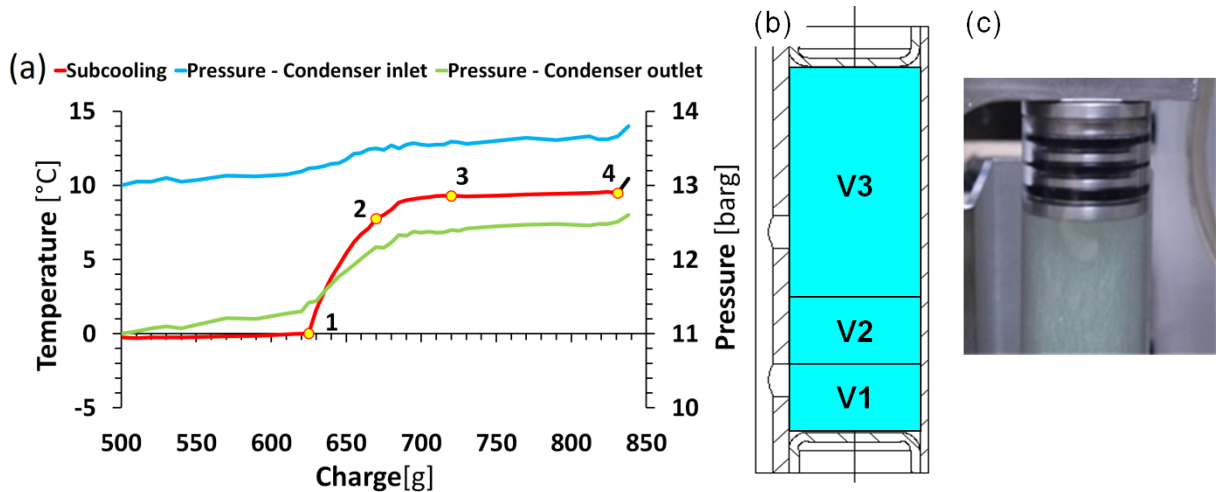 (a)
Subcooling Pressure - Condenser inlet Pressure - Condenser outlet
Temperature [°C]
15
10
5
0
-5
1
2
3
4
14
13
12
11
10
Pressure [barg]
500 550 600 650 700 750 800 850
Charge[g]
(b)
V3
V2
V1
(c)